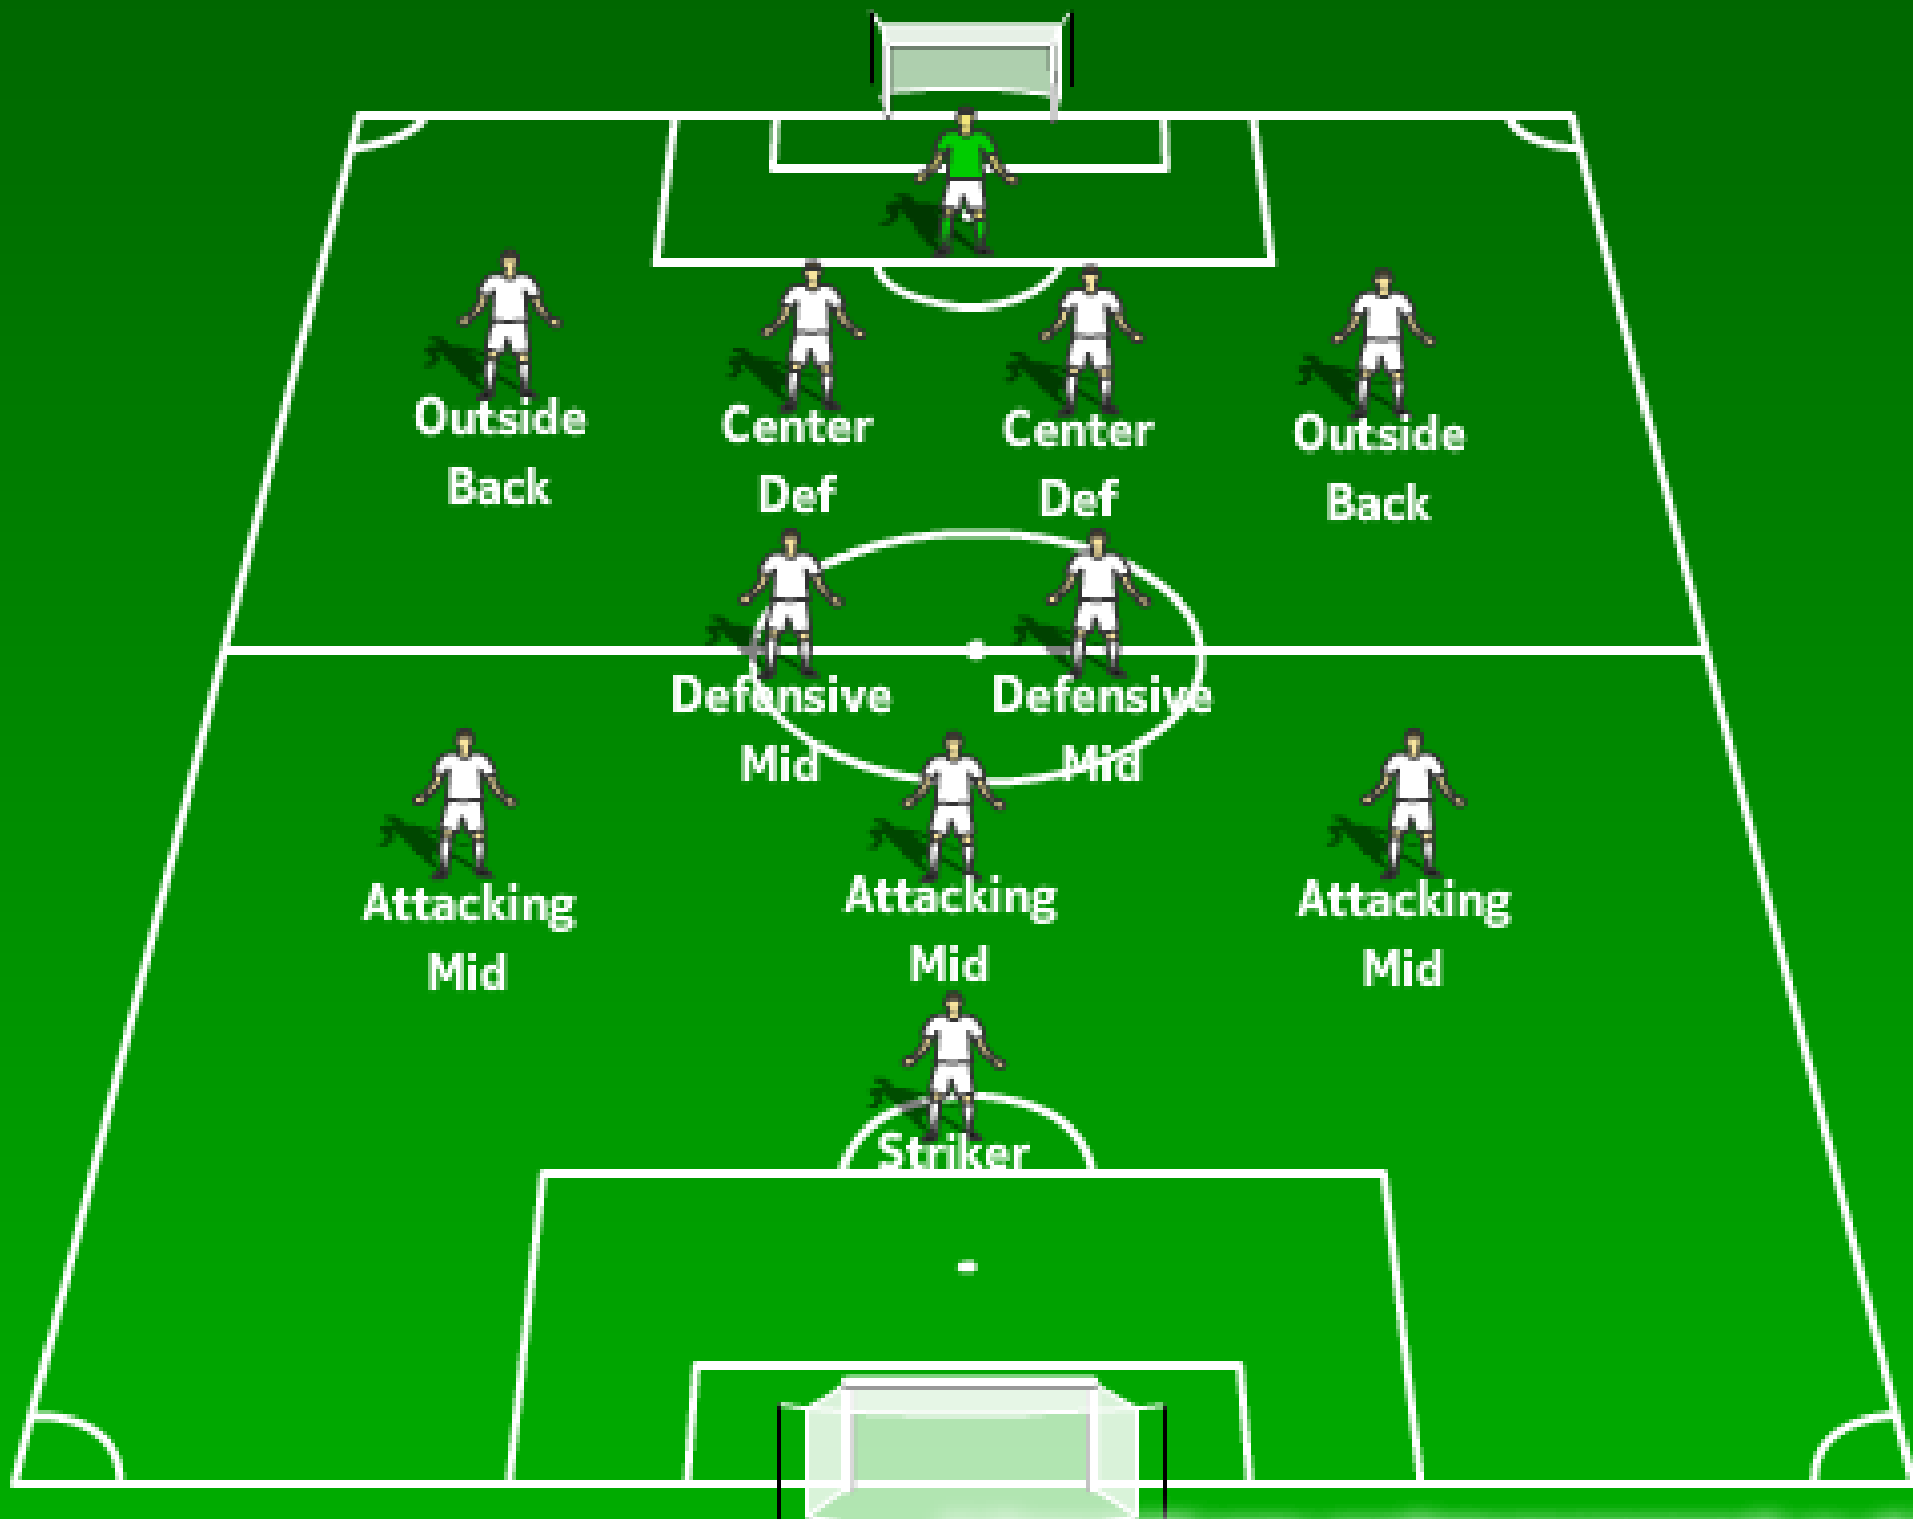 Outside
Back
Center
Def
Center
Def
Outside
Back
Defensive
Mid
Defensive
Mid
Attacking
Mid
Attacking
Mid
Attacking
Mid
Striker